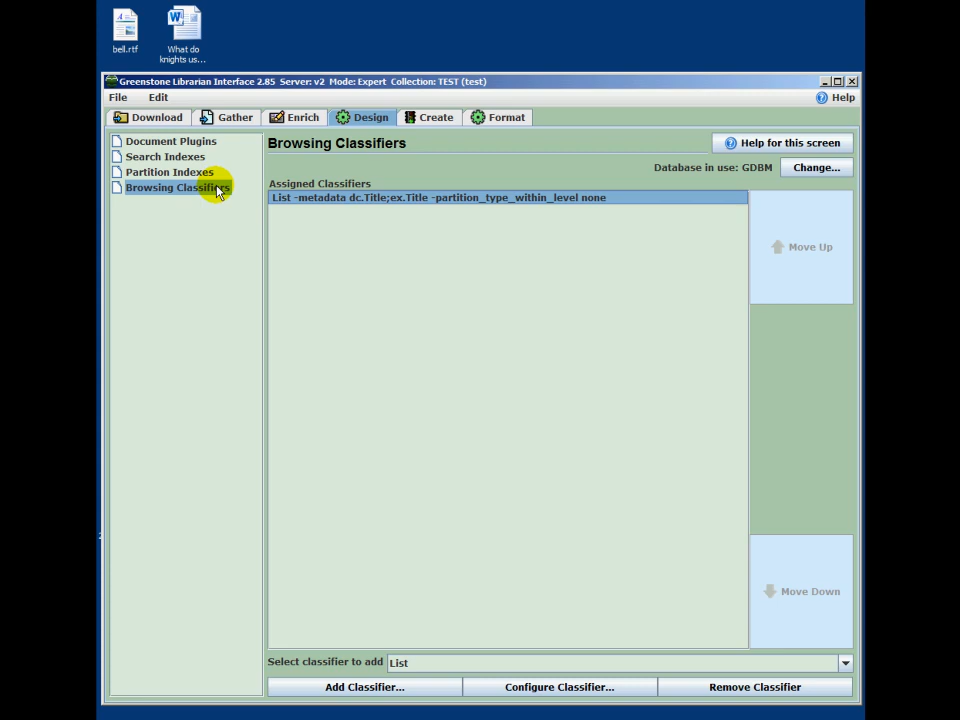 bell.rtf
What do
knights us...
Greenstone Librarian Interface 2.85 Server: v2 Mode: Expert Collection: TEST (test)
File Edit Help
Download Gather Enrich Design Create Format
Document Plugins
Search Indexes
Partition Indexes
Browsing Classifiers
Browsing Classifiers Help for this screen
Database in use: GDBM Change...
Assigned Classifiers
List -metadata dc.Title;ex.Title -partition_type_within_level none
Move Up
Move Down
Select classifier to add List
Add Classifier... Configure Classifier... Remove Classifier